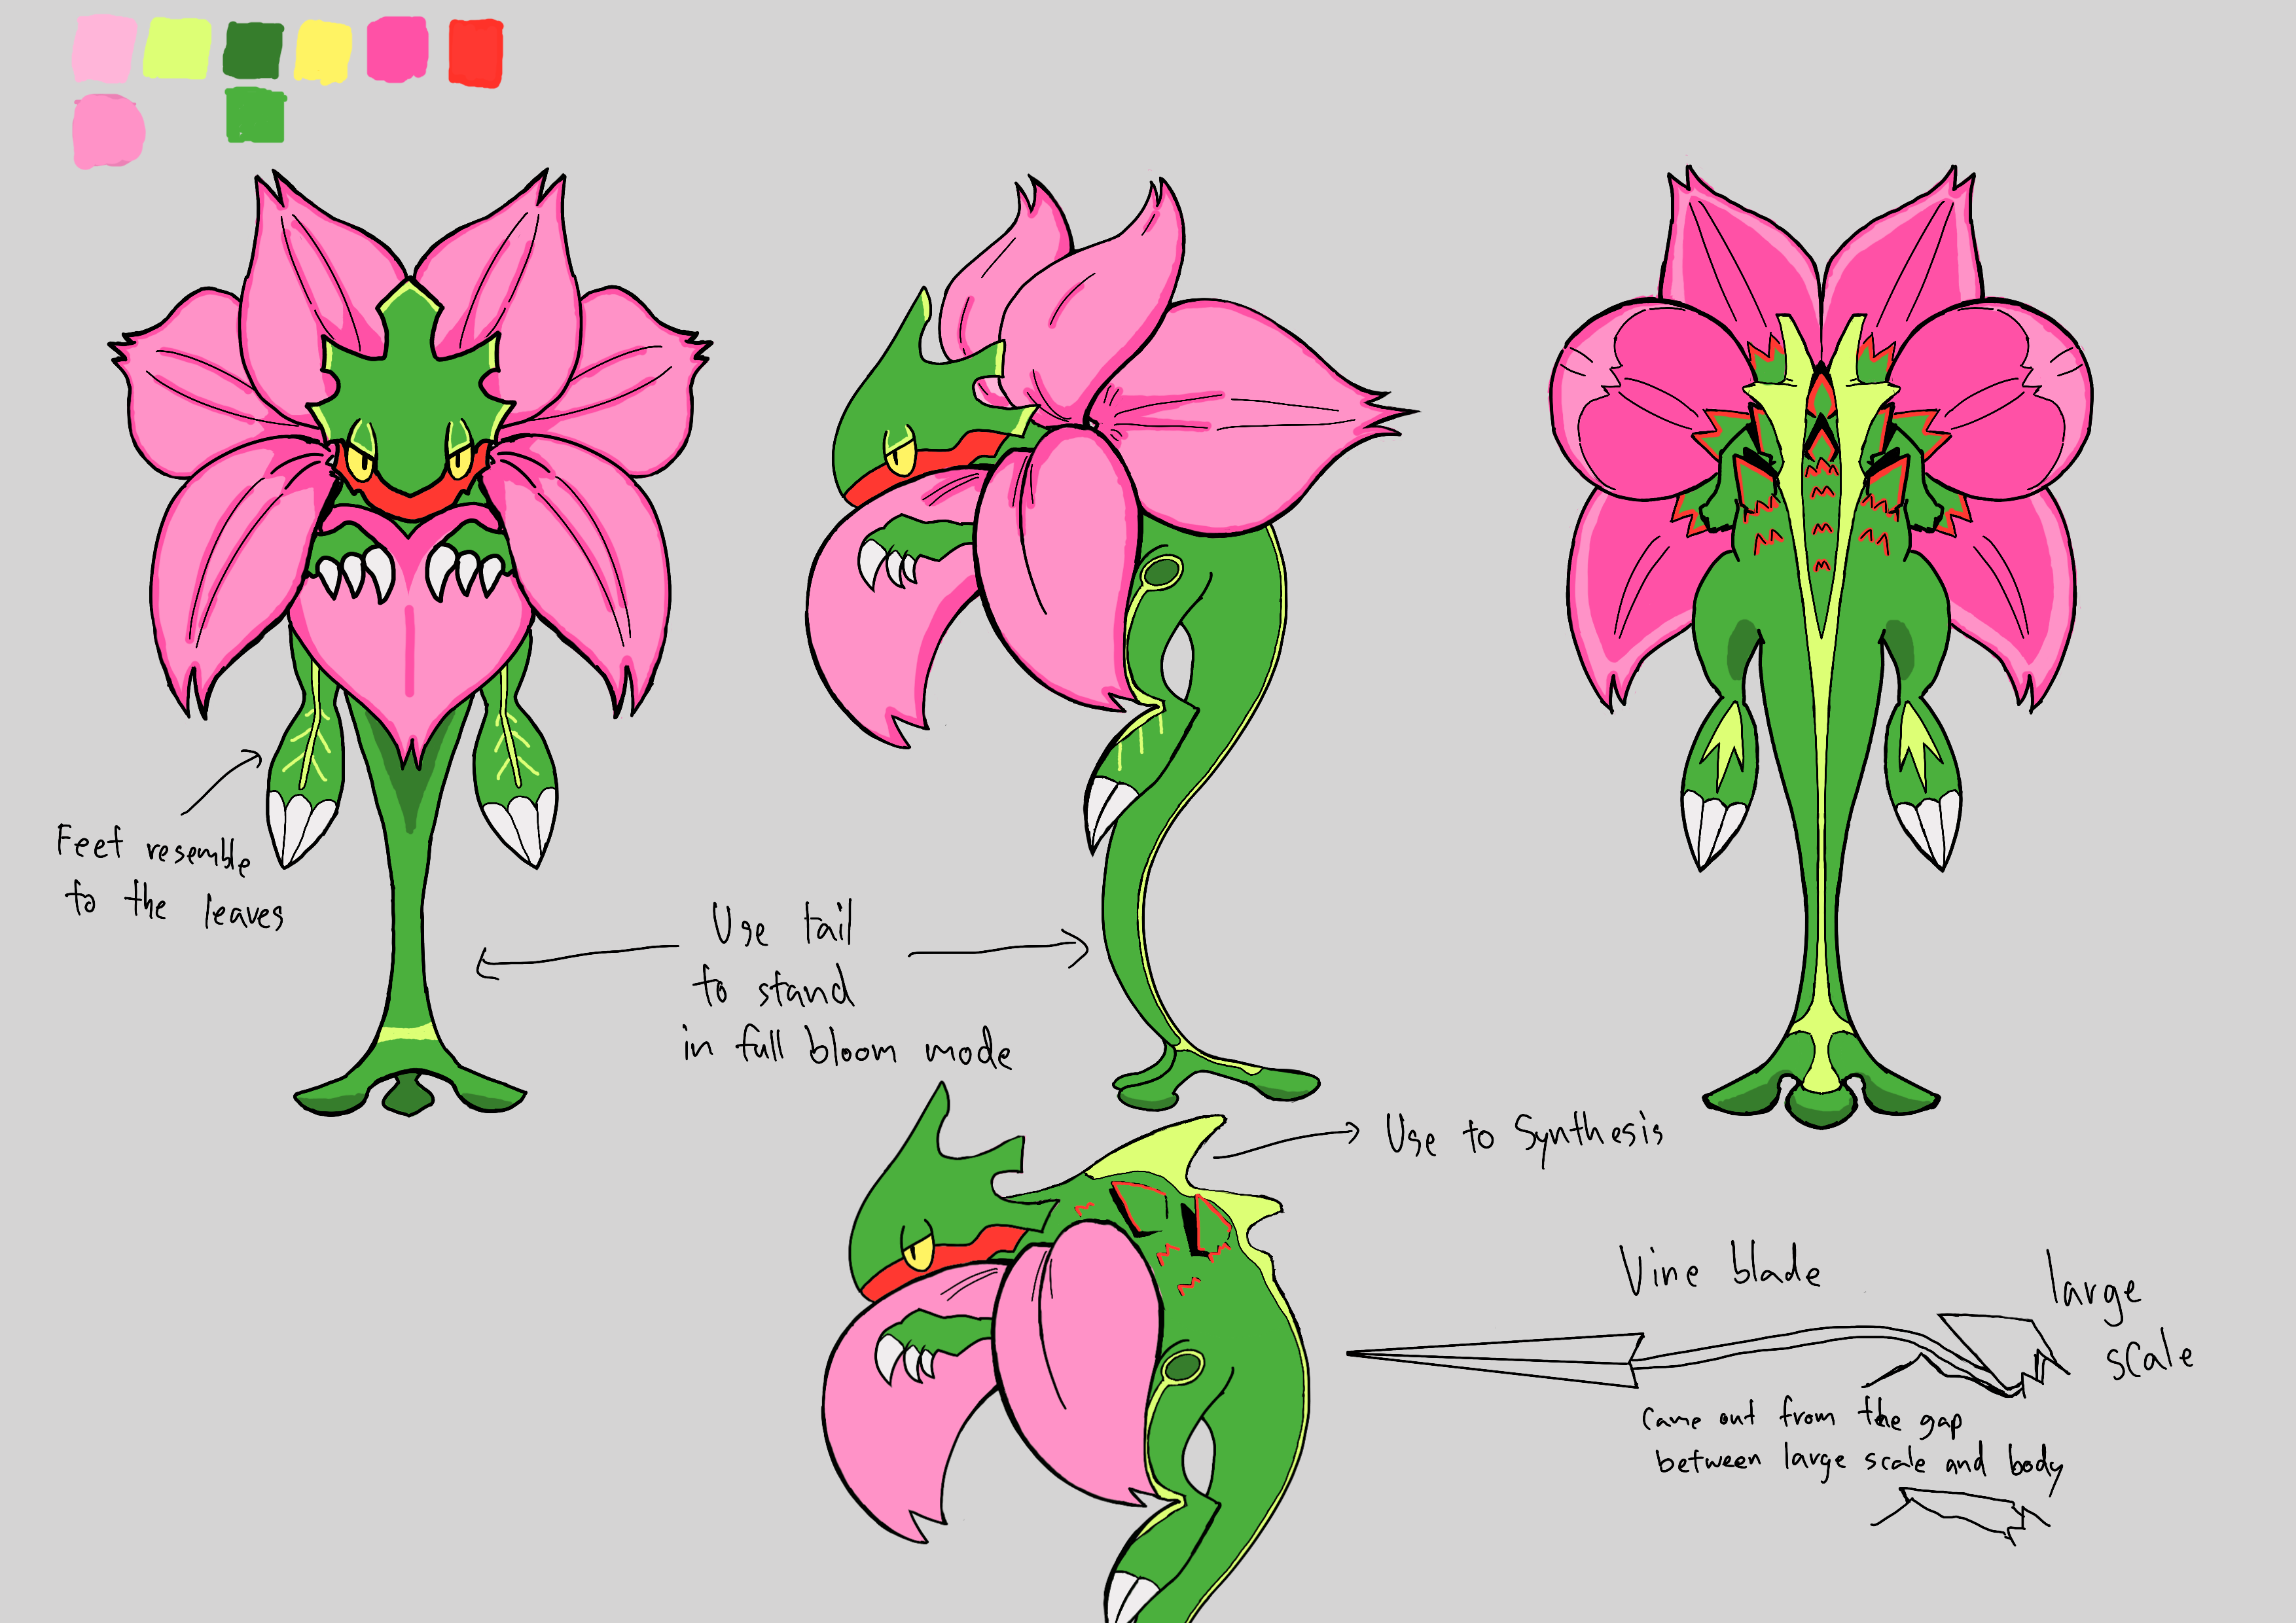 Feet resemble
to the leaves
Use tail
to stand
in full bloom mode
Use to Synthesis
Vine blade
large
scale
Came out from the gap
between large scale and body